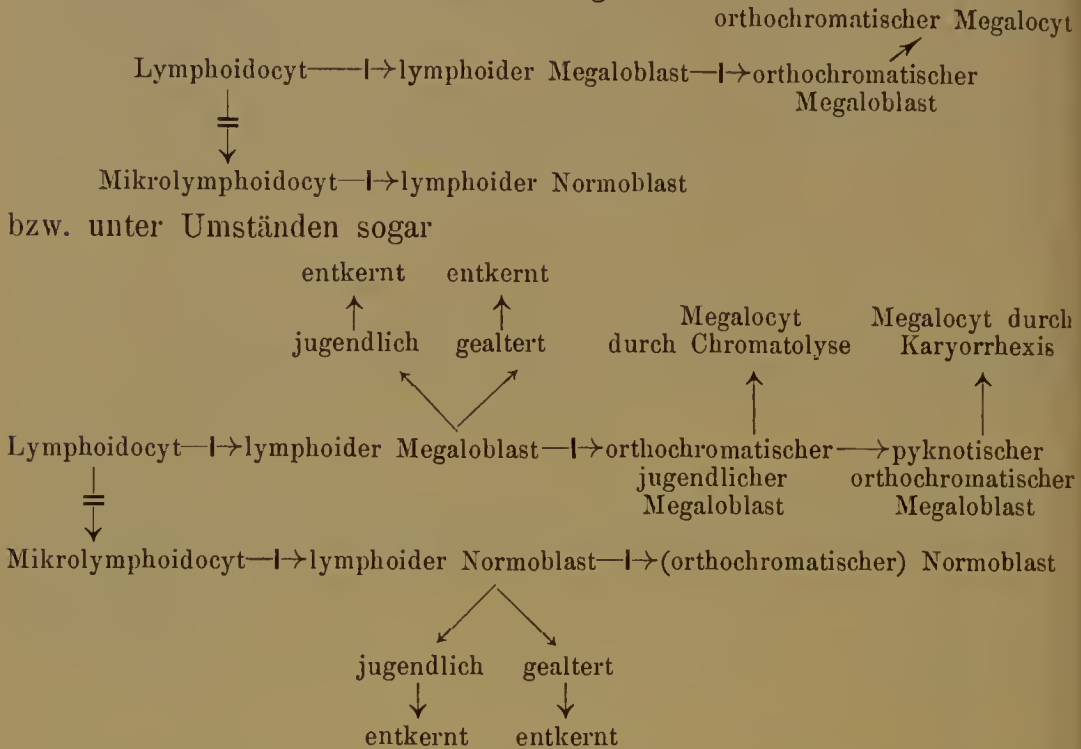 orthochromatischer Megalocyt
Lymphoidocyt lymphoider Megaloblast orthochromatischer
Megaloblast
Mikrolymphoidocyt lymphoider Normoblast
bzw. unter Umständen sogar
entkernt entkernt
Megalocyt Megalocyt durch
jugendlich gealtert durch Chromatolyse Karyorrhexis
Lymphoidocyt lymphoider Megaloblast orthochromatischer pyknotischer
jugendlicher orthochromatischer
Megaloblast Megaloblast
Mikrolymphoidocyt lymphoider Normoblast (orthochromatischer) Normoblast
jugendlich gealtert
entkernt entkernt